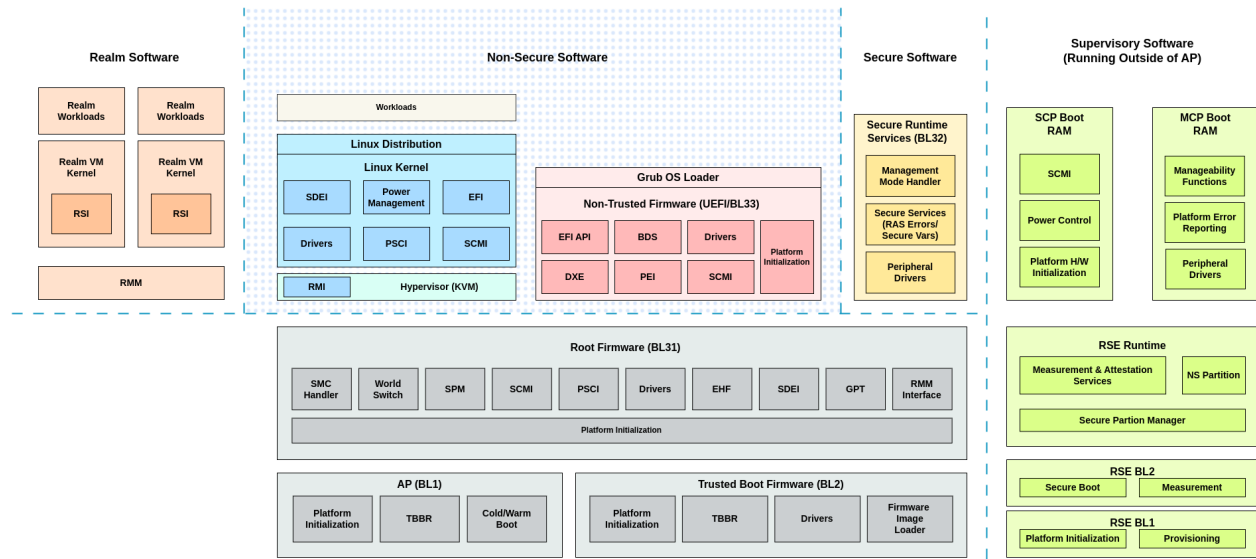 Realm Software
Non-Secure Software
Secure Software
Supervisory Software
(Running Outside of AP)
Realm
Workloads
Realm
Workloads
Realm VM
Kernel
RSI
Realm VM
Kernel
RSI
RMM
Workloads
Linux Distribution
Linux Kernel
SDEI
Power
Management
EFI
Drivers
PSCI
SCMI
RMI
Hypervisor (KVM)
Grub OS Loader
Non-Trusted Firmware (UEFI/BL33)
EFI API
BDS
Drivers
Platform
Initialization
DXE
PEI
SCMI
Secure Runtime
Services (BL32)
Management
Mode Handler
Secure Services
(RAS Errors/
Secure Vars)
Peripheral
Drivers
SCP Boot
RAM
SCMI
Power Control
Platform H/W
Initialization
MCP Boot
RAM
Manageability
Functions
Platform Error
Reporting
Peripheral
Drivers
Root Firmware (BL31)
SMC
Handler
World
Switch
SPM
SCMI
PSCI
Drivers
EHF
SDEI
GPT
RMM
Interface
Platform Initialization
RSE Runtime
Measurement & Attestation
Services
NS Partition
Secure Partion Manager
AP (BL1)
Platform
Initialization
TBBR
Cold/Warm
Boot
Trusted Boot Firmware (BL2)
Platform
Initialization
TBBR
Drivers
Firmware
Image
Loader
RSE BL2
Secure Boot
Measurement
RSE BL1
Platform Initialization
Provisioning